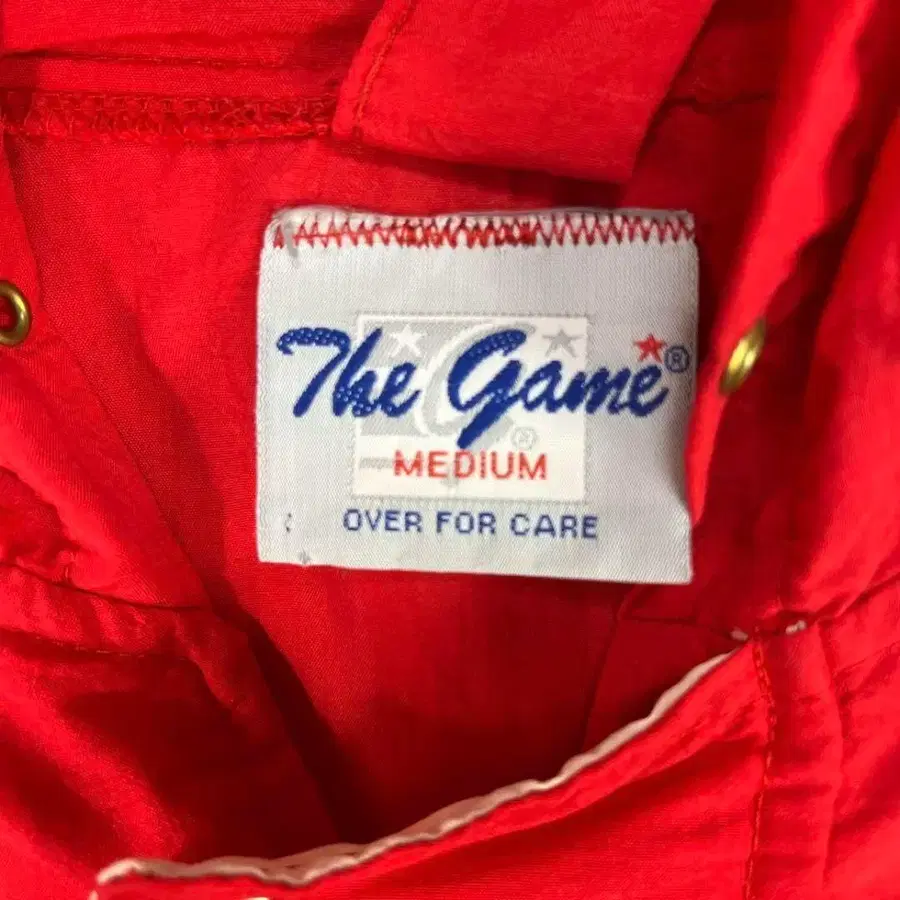 The Game®
®
MEDIUM
OVER FOR CARE